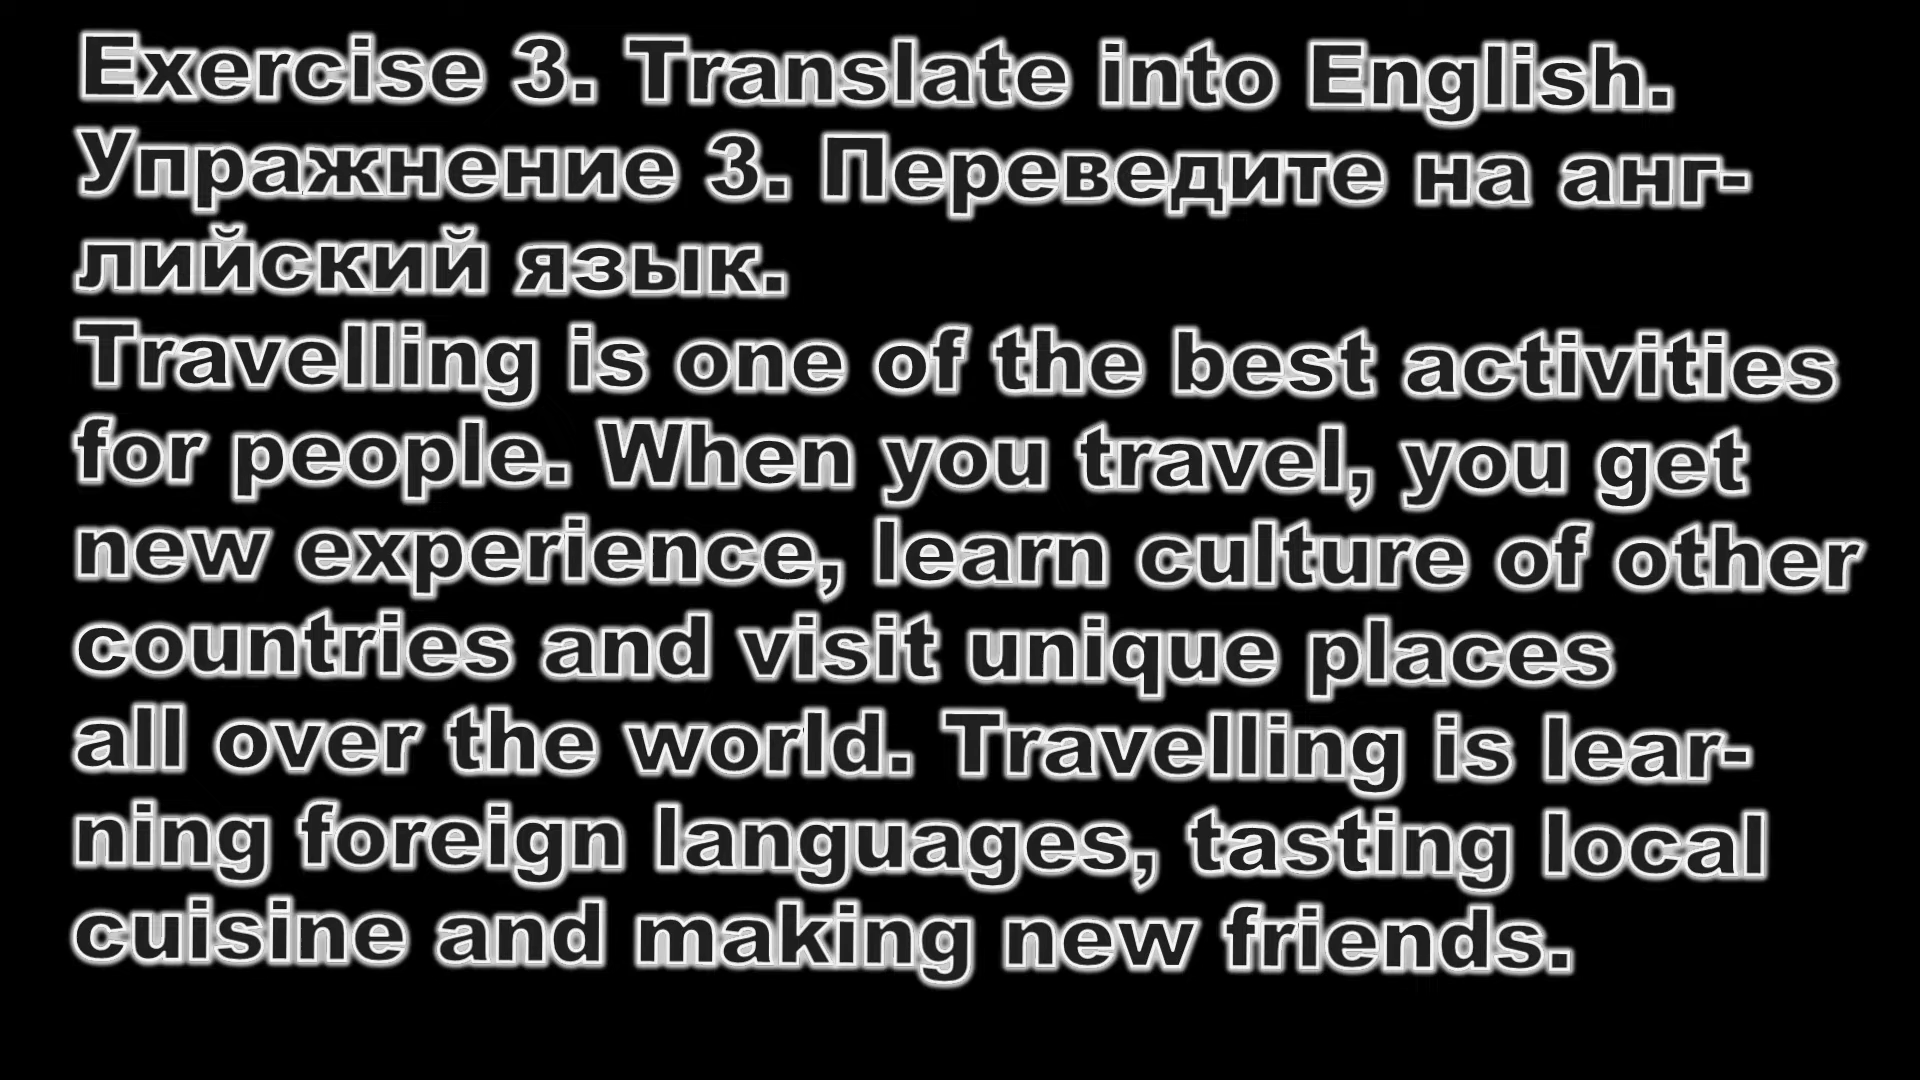 Exercise 3. Translate into English.
Упражнение 3. Переведите на анг-
лийский язык.
Travelling is one of the best activities
for people. When you travel, you get
new experience, learn culture of other
countries and visit unique places
all over the world. Travelling is lear-
ning foreign languages, tasting local
cuisine and making new friends.